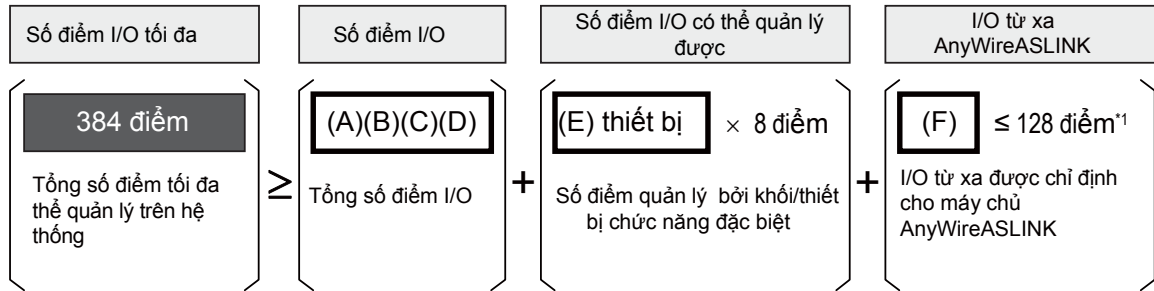 Số điểm I/O tối đa
Số điểm I/O
Số điểm I/O có thể quản lý
được
I/O từ xa
AnyWireASLINK
384 điểm
Tổng số điểm tối đa
thể quản lý trên hệ
thống
≥
(A)(B)(C)(D)
Tổng số điểm I/O
+
(E) thiết bị × 8 điểm
Số điểm quản lý bởi khối/thiết
bị chức năng đặc biệt
+
(F) ≤ 128 điểm*1
I/O từ xa được chỉ định
cho máy chủ
AnyWireASLINK